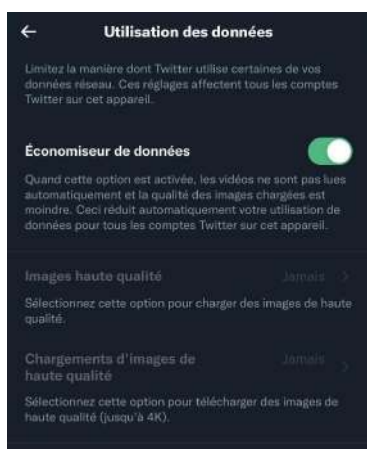 Utilisation des données
Limitez la manière dont Twitter utilise certaines de vos
données réseau. Ces réglages affectent tous les comptes
Twitter sur cet appareil.
Économiseur de données
Quand cette option est activée, les vidéos ne sont pas lues
automatiquement et la qualité des images chargées est
moindre. Ceci réduit automatiquement votre utilisation de
données pour tous les comptes Twitter sur cet appareil.
Images haute qualité Jamais
Sélectionnez cette option pour charger des images de haute
qualité.
Chargements d'images de Jamais
haute qualité
Sélectionnez cette option pour télécharger des images de
haute qualité (jusqu'à 4K).